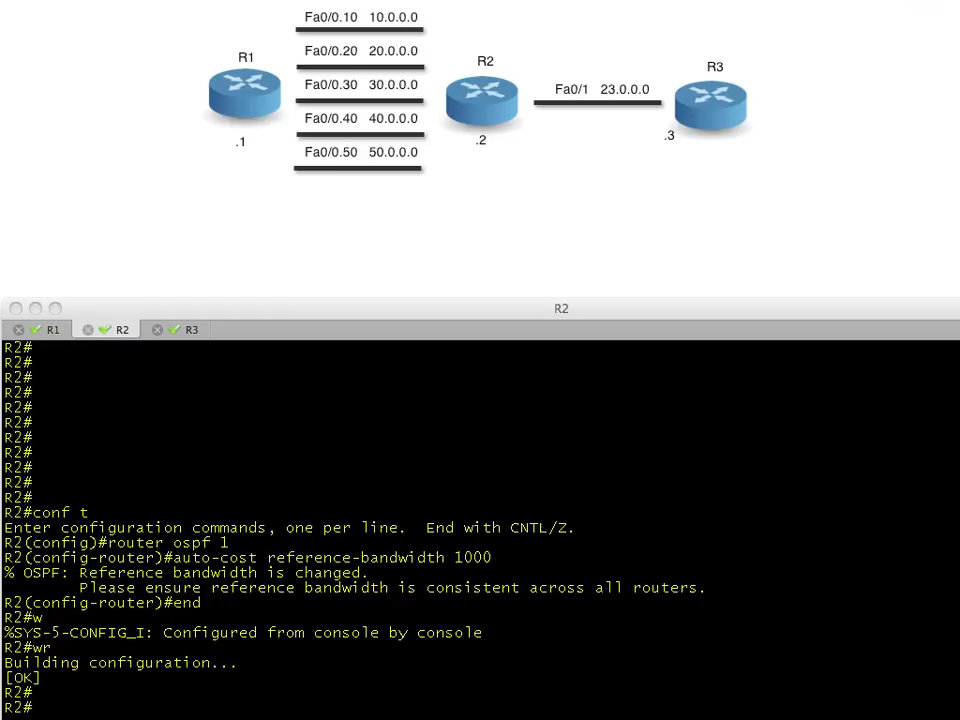 Fa0/0.10 10.0.0.0
Fa0/0.20 20.0.0.0
R1
R2
Fa0/0.30 30.0.0.0
R3
Fa0/1 23.0.0.0
Fa0/0.40 40.0.0.0
.1
.2
.3
Fa0/0.50 50.0.0.0
R2
R1 R2 R3
R2#
R2#
R2#
R2#
R2#
R2#
R2#
R2#
R2#
R2#
R2#
R2#conf t
Enter configuration commands, one per line. End with CNTL/Z.
R2(config)#router ospf 1
R2(config-router)#auto-cost reference-bandwidth 1000
% OSPF: Reference bandwidth is changed.
Please ensure reference bandwidth is consistent across all routers.
R2(config-router)#end
R2#w
%SYS-5-CONFIG_I: Configured from console by console
R2#wr
Building configuration...
[OK]
R2#
R2#